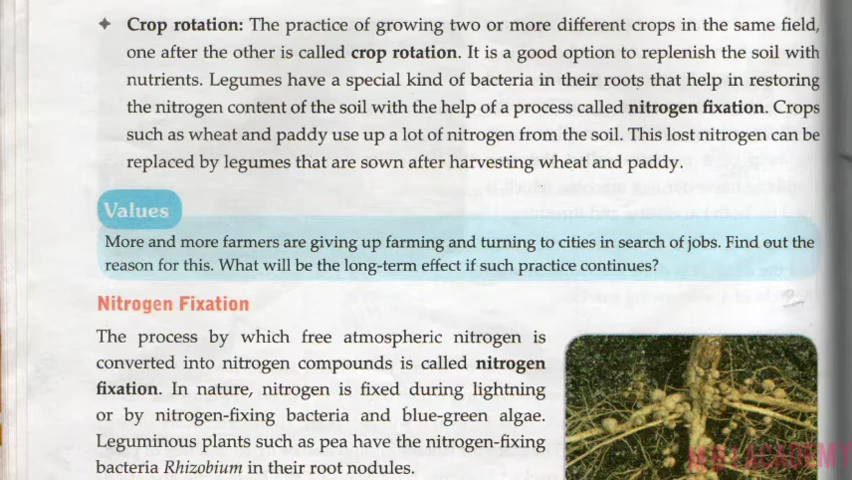 ✦ Crop rotation: The practice of growing two or more different crops in the same field,
one after the other is called crop rotation. It is a good option to replenish the soil with
nutrients. Legumes have a special kind of bacteria in their roots that help in restoring
the nitrogen content of the soil with the help of a process called nitrogen fixation. Crops
such as wheat and paddy use up a lot of nitrogen from the soil. This lost nitrogen can be
replaced by legumes that are sown after harvesting wheat and paddy.
Values
More and more farmers are giving up farming and turning to cities in search of jobs. Find out the
reason for this. What will be the long-term effect if such practice continues?
Nitrogen Fixation
The process by which free atmospheric nitrogen is
converted into nitrogen compounds is called nitrogen
fixation. In nature, nitrogen is fixed during lightning
or by nitrogen-fixing bacteria and blue-green algae.
Leguminous plants such as pea have the nitrogen-fixing
bacteria Rhizobium in their root nodules.
ACADEMY